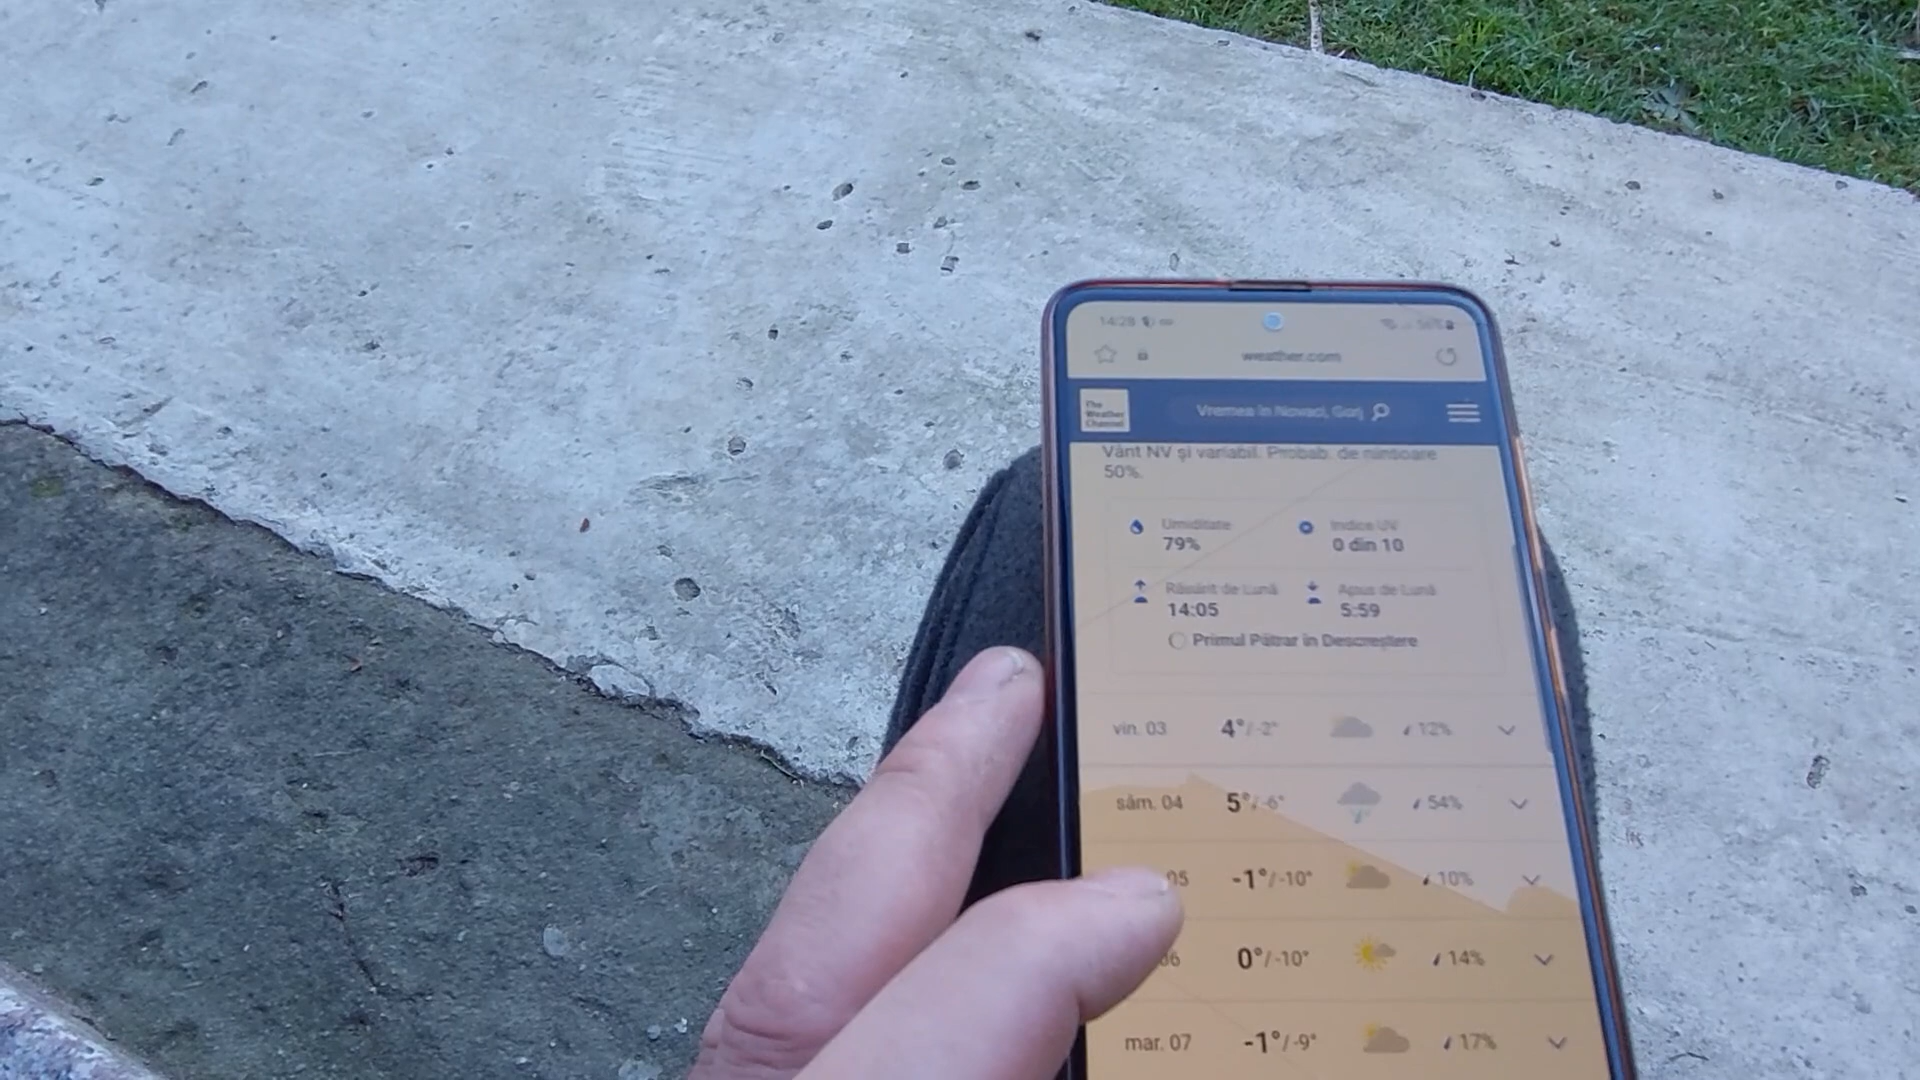 14:28
weather.com
The
Weather
Channel
Vremea în Novaci, Gorj
Vânt NV și variabil. Probab. de ninsoare
50%.
Umiditate
79%
Indice UV
0 din 10
Răsărit de Lună
14:05
Apus de Lună
5:59
Primul Pătrar în Descreștere
vin. 03 4°/-2° 12%
sâm. 04 5°/-6° 54%
05 -1°/-10° 10%
06 0°/-10° 14%
mar. 07 -1°/-9° 17%